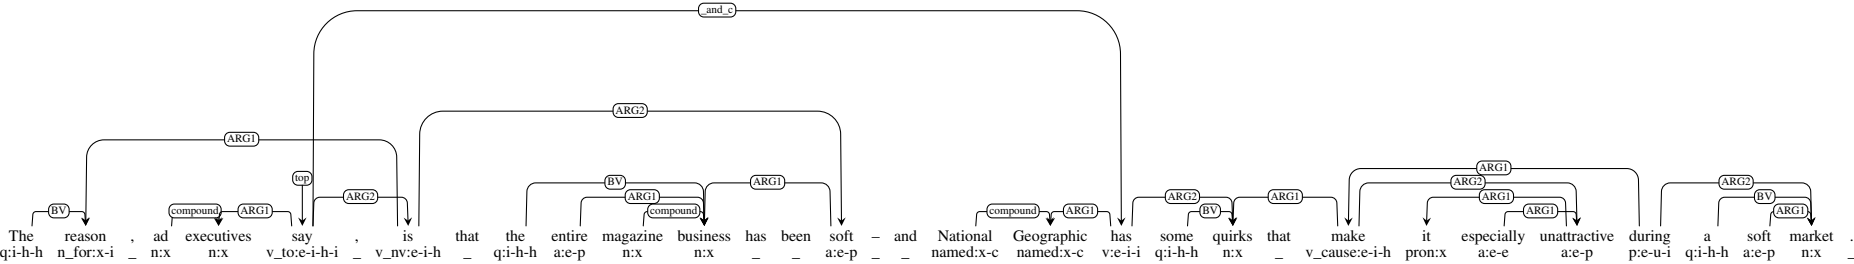 _and_c
ARG2
ARG1
ARG1
top
BV ARG1 ARG2
ARG2 ARG1 ARG2 ARG1 BV
BV compound ARG1 compound compound ARG1 BV ARG1 ARG1
The reason , ad executives say , is that the entire magazine business has been soft – and National Geographic has some quirks that make it especially unattractive during a soft market .
q:i-h-h n_for:x-i _ n:x n:x v_to:e-i-h-i _ v_nv:e-i-h _ q:i-h-h a:e-p n:x n:x _ _ a:e-p _ _ named:x-c named:x-c v:e-i-i q:i-h-h n:x _ v_cause:e-i-h pron:x a:e-e a:e-p p:e-u-i q:i-h-h a:e-p n:x _